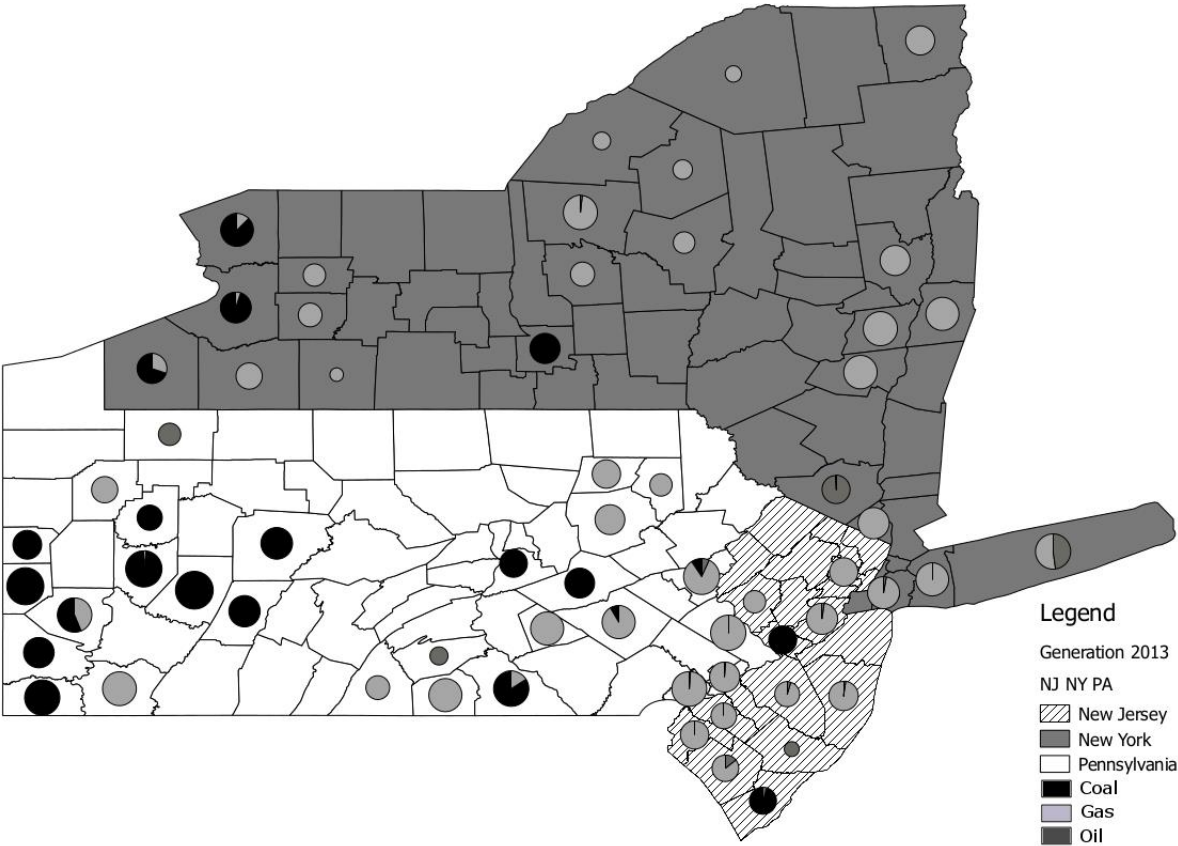 Legend
Generation 2013
NJ NY PA
New Jersey
New York
Pennsylvania
Coal
Gas
Oil